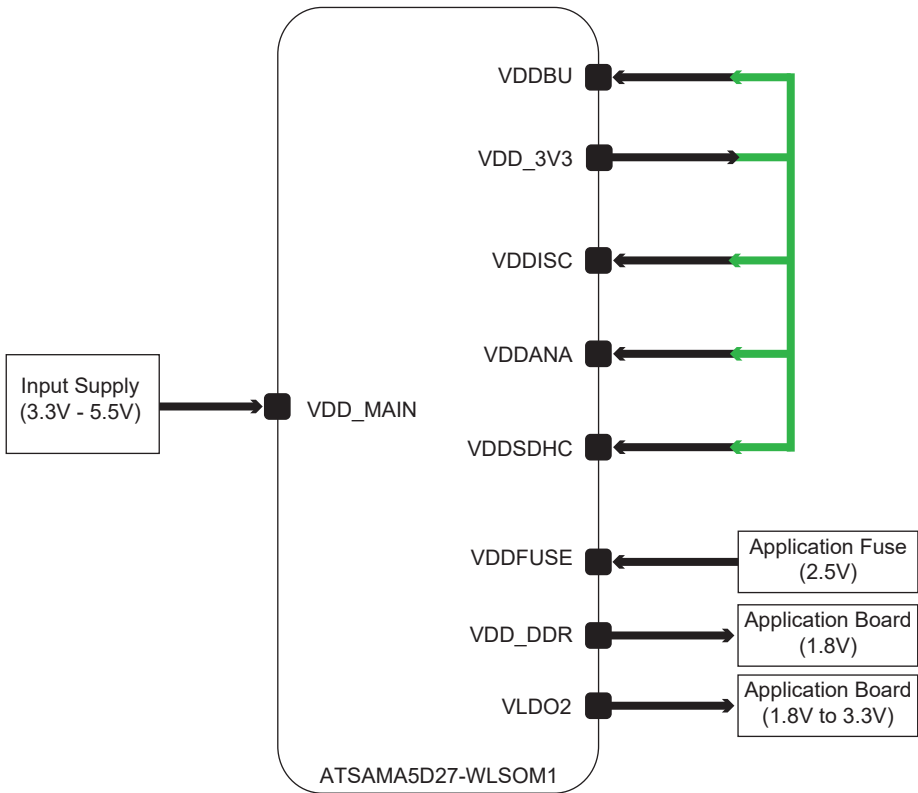 VDDBU
VDD_3V3
VDDISC
VDDANA
Input Supply
(3.3V - 5.5V)
VDD_MAIN
VDDSDHC
VDDFUSE
Application Fuse
(2.5V)
VDD_DDR
Application Board
(1.8V)
VLDO2
Application Board
(1.8V to 3.3V)
ATSAMA5D27-WLSOM1